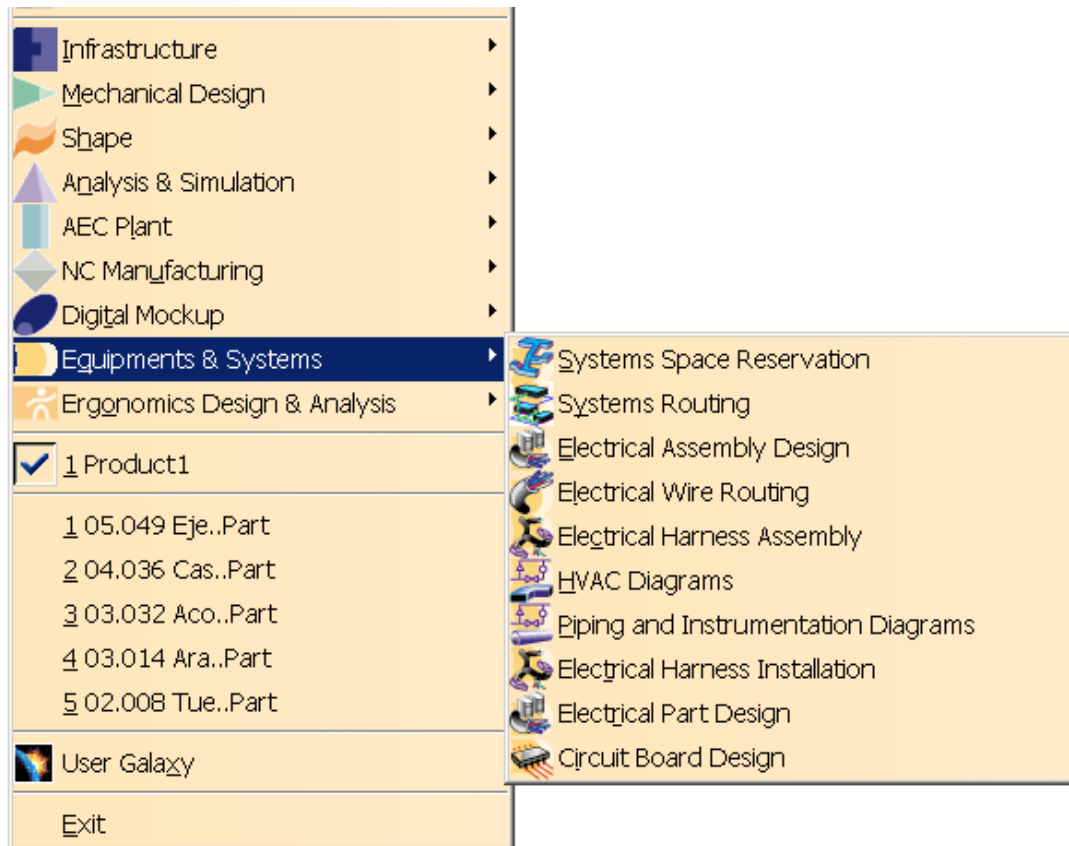 Infrastructure
Mechanical Design
Shape
Analysis & Simulation
AEC Plant
NC Manufacturing
Digital Mockup
Equipments & Systems
Ergonomics Design & Analysis
1 Product1
1 05.049 Eje..Part
2 04.036 Cas..Part
3 03.032 Aco..Part
4 03.014 Ara..Part
5 02.008 Tue..Part
User Galaxy
Exit
Systems Space Reservation
Systems Routing
Electrical Assembly Design
Electrical Wire Routing
Electrical Harness Assembly
HVAC Diagrams
Piping and Instrumentation Diagrams
Electrical Harness Installation
Electrical Part Design
Circuit Board Design